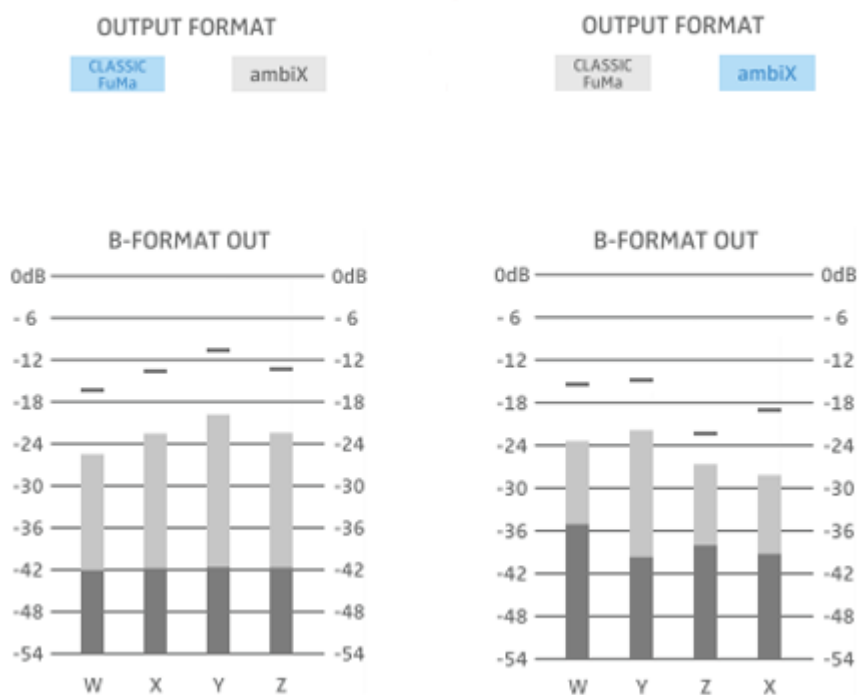 OUTPUT FORMAT
CLASSIC
FuMa
ambiX
B-FORMAT OUT
0dB 0dB
- 6 - 6
-12 -12
-18 -18
-24 -24
-30 -30
-36 -36
-42 -42
-48 -48
-54 -54
W X Y Z
OUTPUT FORMAT
CLASSIC
FuMa
ambiX
B-FORMAT OUT
0dB 0dB
- 6 - 6
-12 -12
-18 -18
-24 -24
-30 -30
-36 -36
-42 -42
-48 -48
-54 -54
W Y Z X